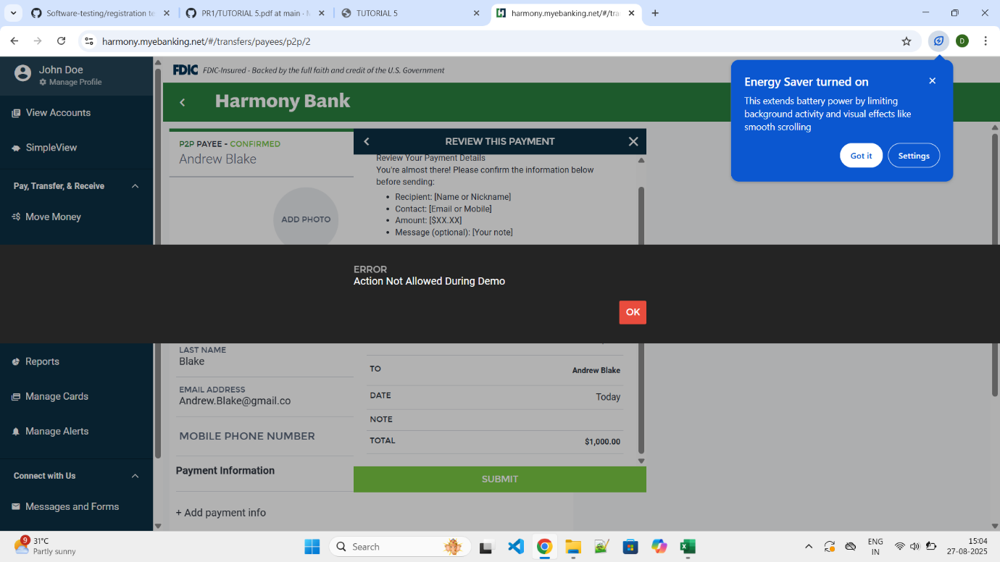 Software-testing/registration te
PR1/TUTORIAL 5.pdf at main · M
TUTORIAL 5
harmony.myebanking.net/#/tra
harmony.myebanking.net/#/transfers/payees/p2p/2
D
John Doe
Manage Profile
View Accounts
SimpleView
Pay, Transfer, & Receive
Move Money
Reports
Manage Cards
Manage Alerts
Connect with Us
Messages and Forms
FDIC FDIC-Insured - Backed by the full faith and credit of the U.S. Government
Harmony Bank
P2P PAYEE - CONFIRMED
Andrew Blake
ADD PHOTO
REVIEW THIS PAYMENT
Review Your Payment Details
You're almost there! Please confirm the information below
before sending:
• Recipient: [Name or Nickname]
• Contact: [Email or Mobile]
• Amount: [$XX.XX]
• Message (optional): [Your note]
Energy Saver turned on
This extends battery power by limiting
background activity and visual effects like
smooth scrolling
Got it
Settings
ERROR
Action Not Allowed During Demo
OK
LAST NAME
Blake
EMAIL ADDRESS
Andrew.Blake@gmail.co
MOBILE PHONE NUMBER
Payment Information
+ Add payment info
TO Andrew Blake
DATE Today
NOTE
TOTAL $1,000.00
SUBMIT
9
31°C
Partly sunny
Search
ENG
IN
15:04
27-08-2025